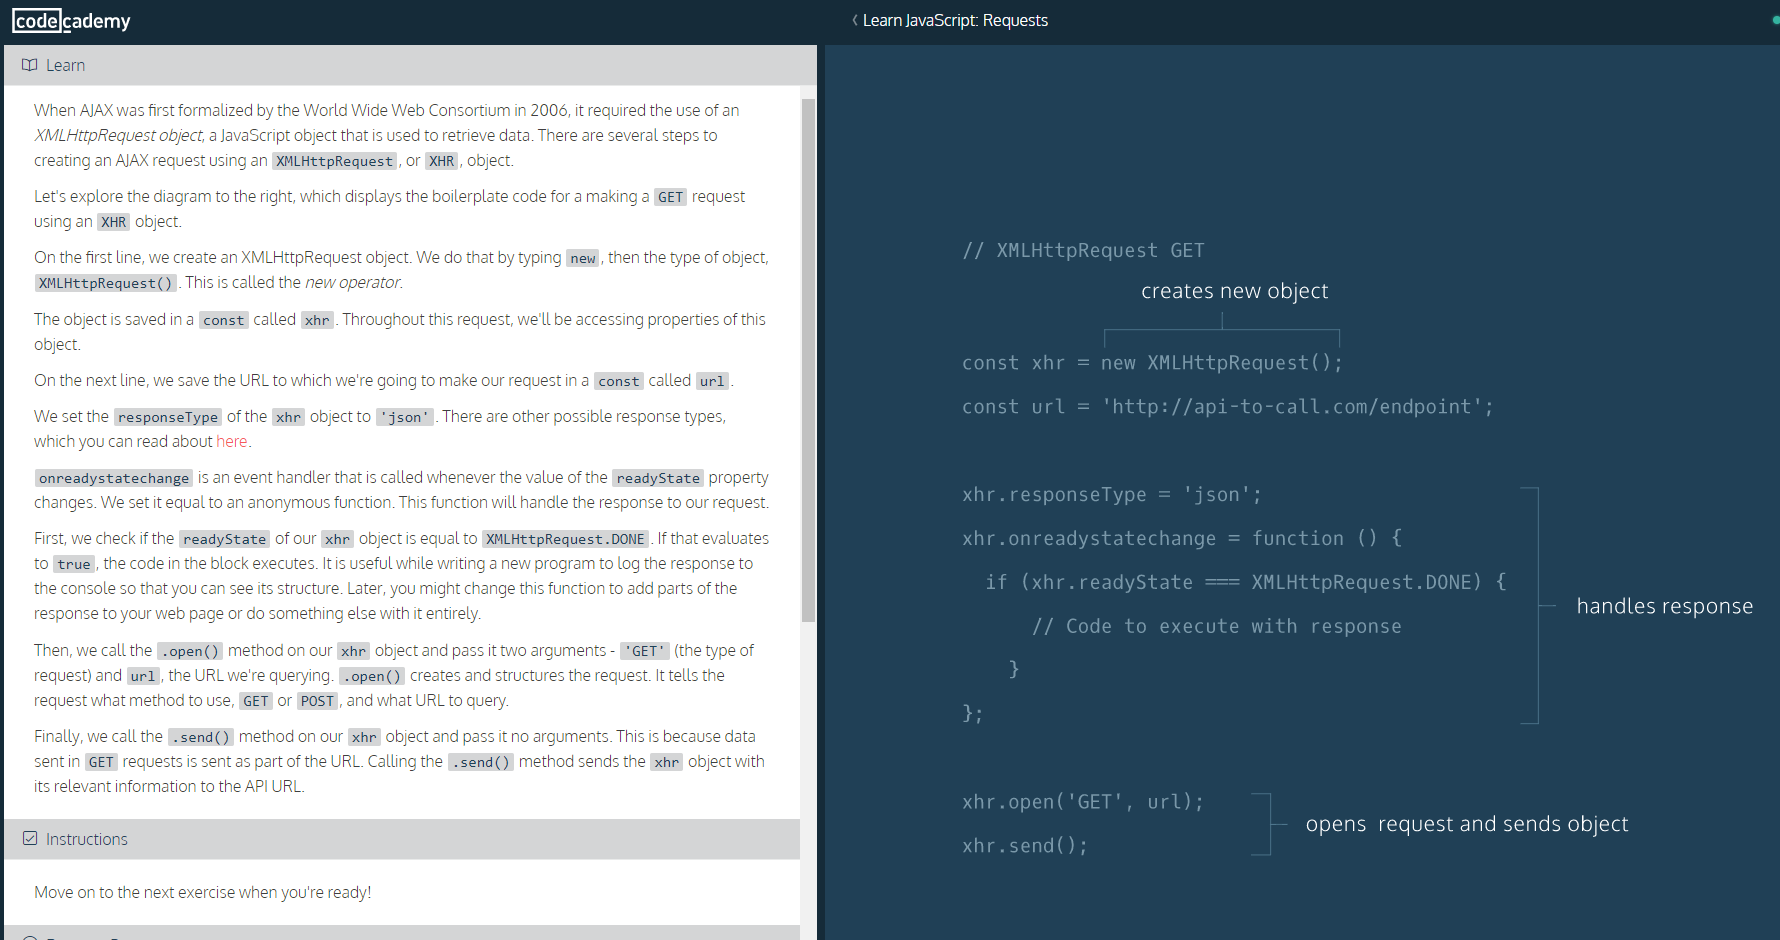 codecademy
Learn JavaScript: Requests
Learn
When AJAX was first formalized by the World Wide Web Consortium in 2006, it required the use of an
XMLHttpRequest object, a JavaScript object that is used to retrieve data. There are several steps to
creating an AJAX request using an XMLHttpRequest, or XHR, object.
Let's explore the diagram to the right, which displays the boilerplate code for a making a GET request
using an XHR object.
On the first line, we create an XMLHttpRequest object. We do that by typing new, then the type of object,
XMLHttpRequest(). This is called the new operator.
The object is saved in a const called xhr. Throughout this request, we'll be accessing properties of this
object.
On the next line, we save the URL to which we're going to make our request in a const called url.
We set the responseType of the xhr object to 'json'. There are other possible response types,
which you can read about here.
onreadystatechange is an event handler that is called whenever the value of the readyState property
changes. We set it equal to an anonymous function. This function will handle the response to our request.
First, we check if the readyState of our xhr object is equal to XMLHttpRequest.DONE. If that evaluates
to true, the code in the block executes. It is useful while writing a new program to log the response to
the console so that you can see its structure. Later, you might change this function to add parts of the
response to your web page or do something else with it entirely.
Then, we call the .open() method on our xhr object and pass it two arguments - 'GET' (the type of
request) and url, the URL we're querying. .open() creates and structures the request. It tells the
request what method to use, GET or POST, and what URL to query.
Finally, we call the .send() method on our xhr object and pass it no arguments. This is because data
sent in GET requests is sent as part of the URL. Calling the .send() method sends the xhr object with
its relevant information to the API URL.
Instructions
Move on to the next exercise when you're ready!
// XMLHttpRequest GET
creates new object
const xhr = new XMLHttpRequest();
const url = 'http://api-to-call.com/endpoint';
xhr.responseType = 'json';
xhr.onreadystatechange = function () {
if (xhr.readyState === XMLHttpRequest.DONE) {
// Code to execute with response
}
};
handles response
xhr.open('GET', url);
xhr.send();
opens request and sends object